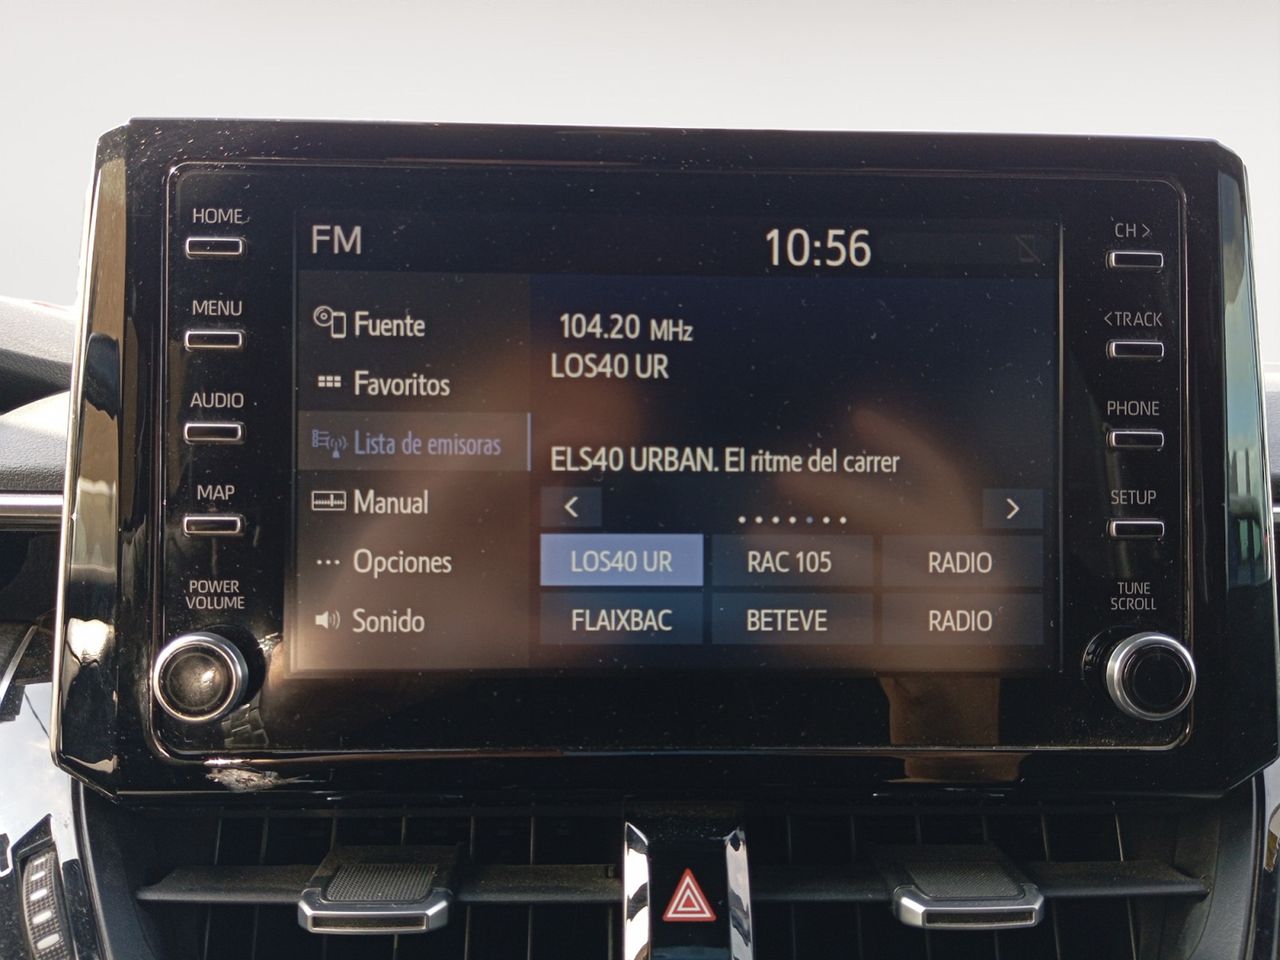 HOME
MENU
AUDIO
MAP
POWER
VOLUME
FM
10:56
Fuente
Favoritos
Lista de emisoras
Manual
Opciones
Sonido
104.20 MHz
LOS40 UR
ELS40 URBAN. El ritme del carrer
<
>
LOS40 UR
RAC 105
RADIO
FLAIXBAC
BETEVE
RADIO
CH >
<TRACK
PHONE
SETUP
TUNE
SCROLL